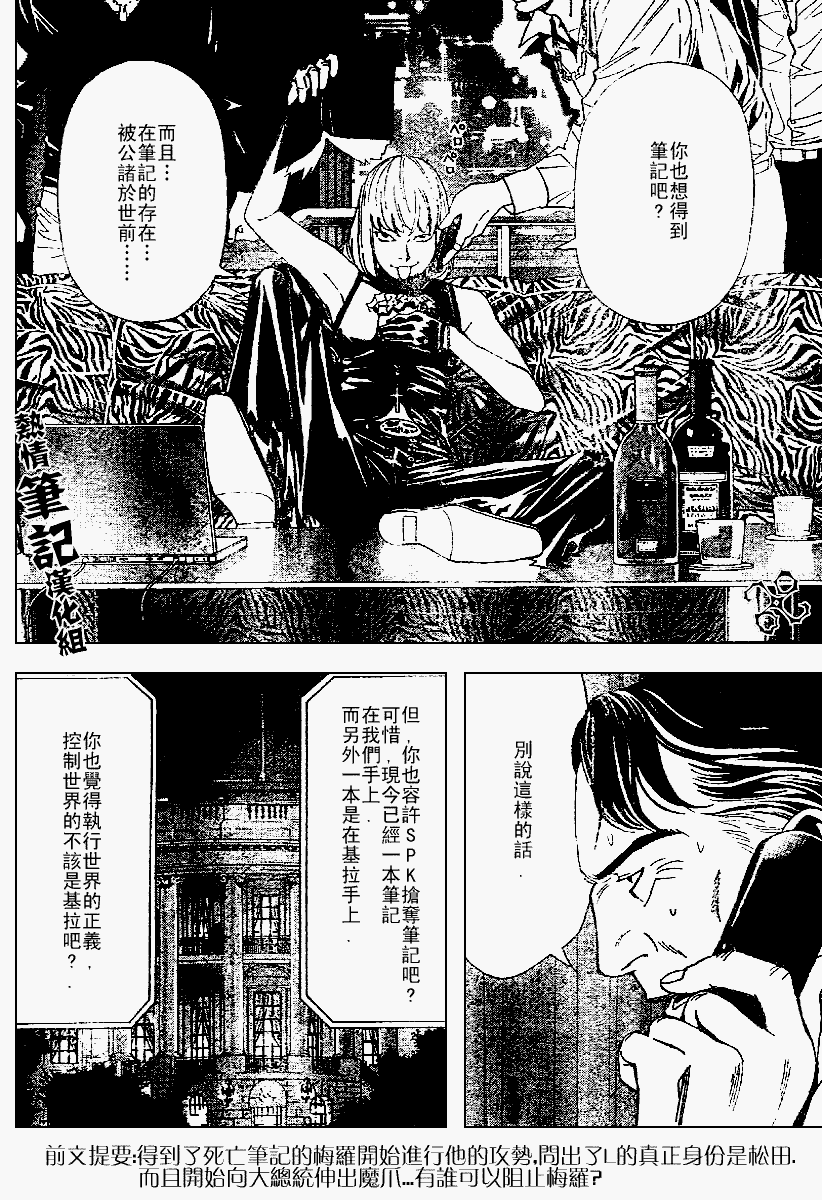 你也想得到
筆記吧?
ペロ
ペロ
而且…
在筆記的存在…
被公諸於世前……
熱情
筆記
漢化組
別說這樣的話.
但,你也容許SPK搶奪筆記吧?
可惜,現今已經一本筆記
在我們手上.
而另外一本是在基拉手上.
你也覺得執行世界的正義,
控制世界的不該是基拉吧?.
前文提要:得到了死亡筆記的梅羅開始進行他的攻勢,問出了L的真正身份是松田.
而且開始向大總統伸出魔爪...有誰可以阻止梅羅?